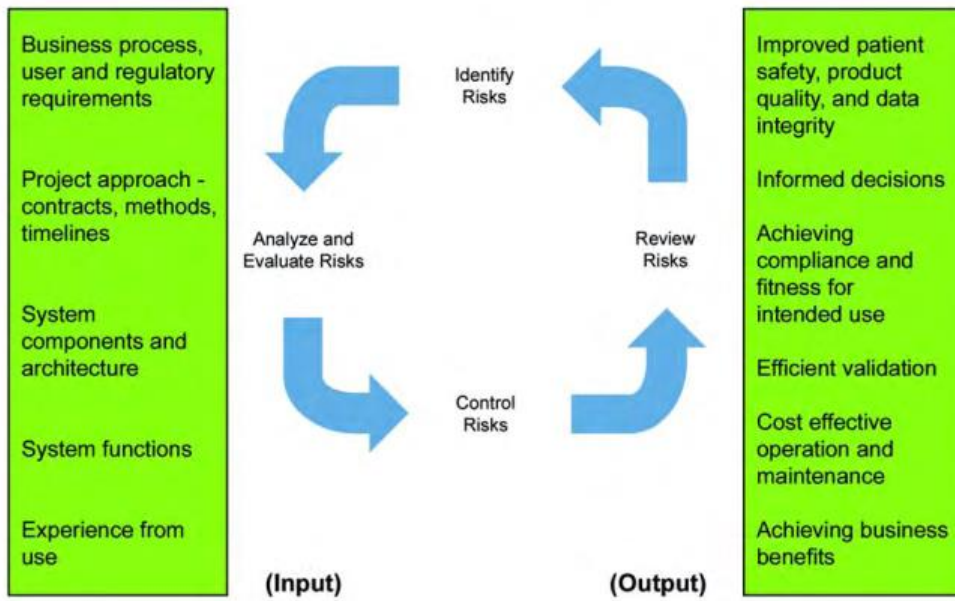 Business process,
user and regulatory
requirements
Project approach -
contracts, methods,
timelines
System
components and
architecture
System functions
Experience from
use
Identify
Risks
Analyze and
Evaluate Risks
Review
Risks
Control
Risks
(Input)
(Output)
Improved patient
safety, product
quality, and data
integrity
Informed decisions
Achieving
compliance and
fitness for
intended use
Efficient validation
Cost effective
operation and
maintenance
Achieving business
benefits